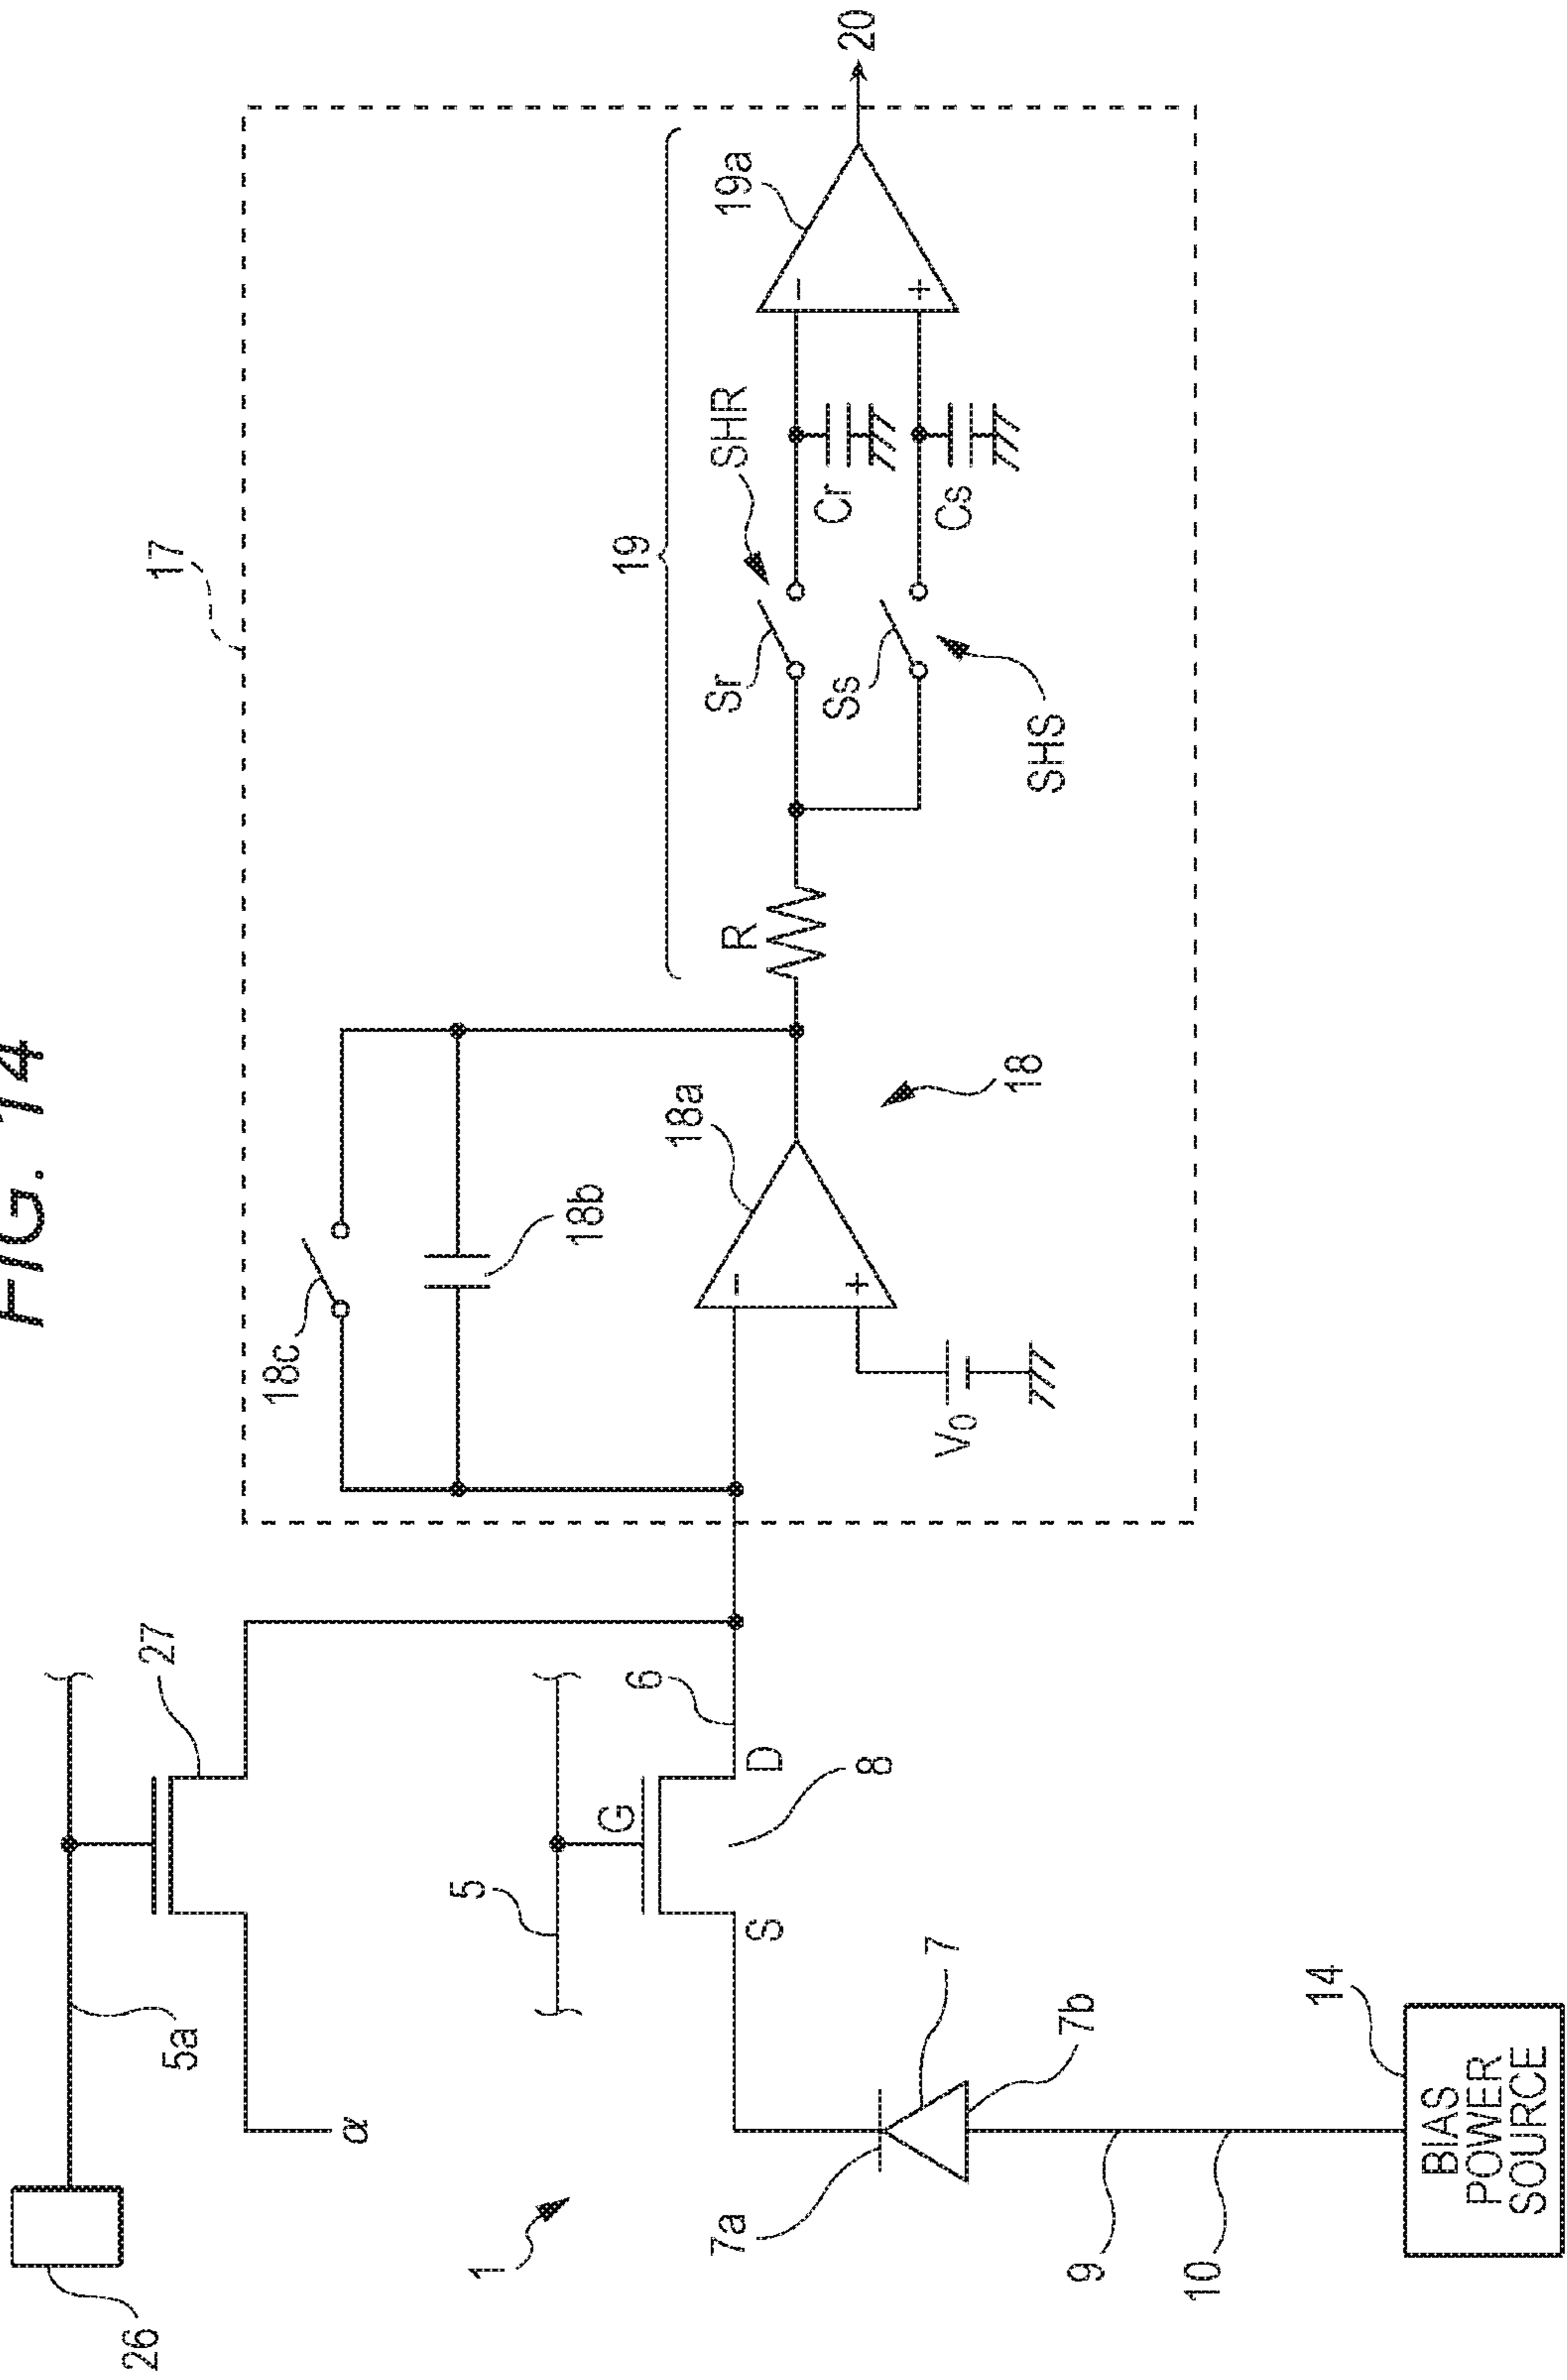 FIG. 14
26
5a
α
27
17
18c
18b
18a
19
19a
20
R
Sr
SHR
Cr
Ss
SHS
Cs
−
+
−
+
V0
18
5
G
6
S
D
8
1
7a
7
7b
9
10
14
BIAS
POWER
SOURCE